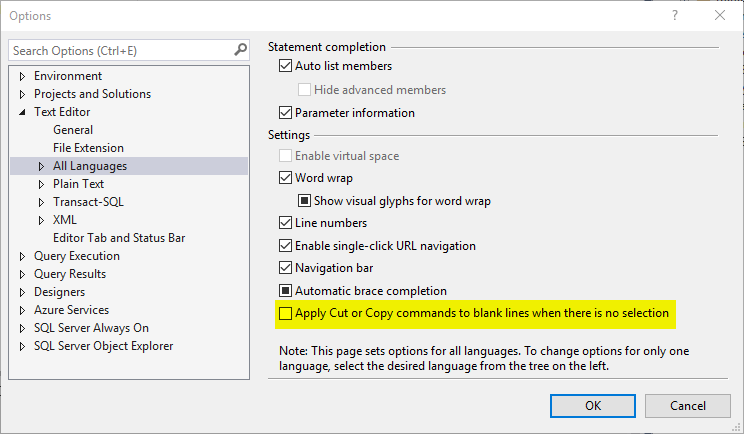 Options
?
Search Options (Ctrl+E)
Environment
Projects and Solutions
Text Editor
General
File Extension
All Languages
Plain Text
Transact-SQL
XML
Editor Tab and Status Bar
Query Execution
Query Results
Designers
Azure Services
SQL Server Always On
SQL Server Object Explorer
Statement completion
Auto list members
Hide advanced members
Parameter information
Settings
Enable virtual space
Word wrap
Show visual glyphs for word wrap
Line numbers
Enable single-click URL navigation
Navigation bar
Automatic brace completion
Apply Cut or Copy commands to blank lines when there is no selection
Note: This page sets options for all languages. To change options for only one
language, select the desired language from the tree on the left.
OK
Cancel